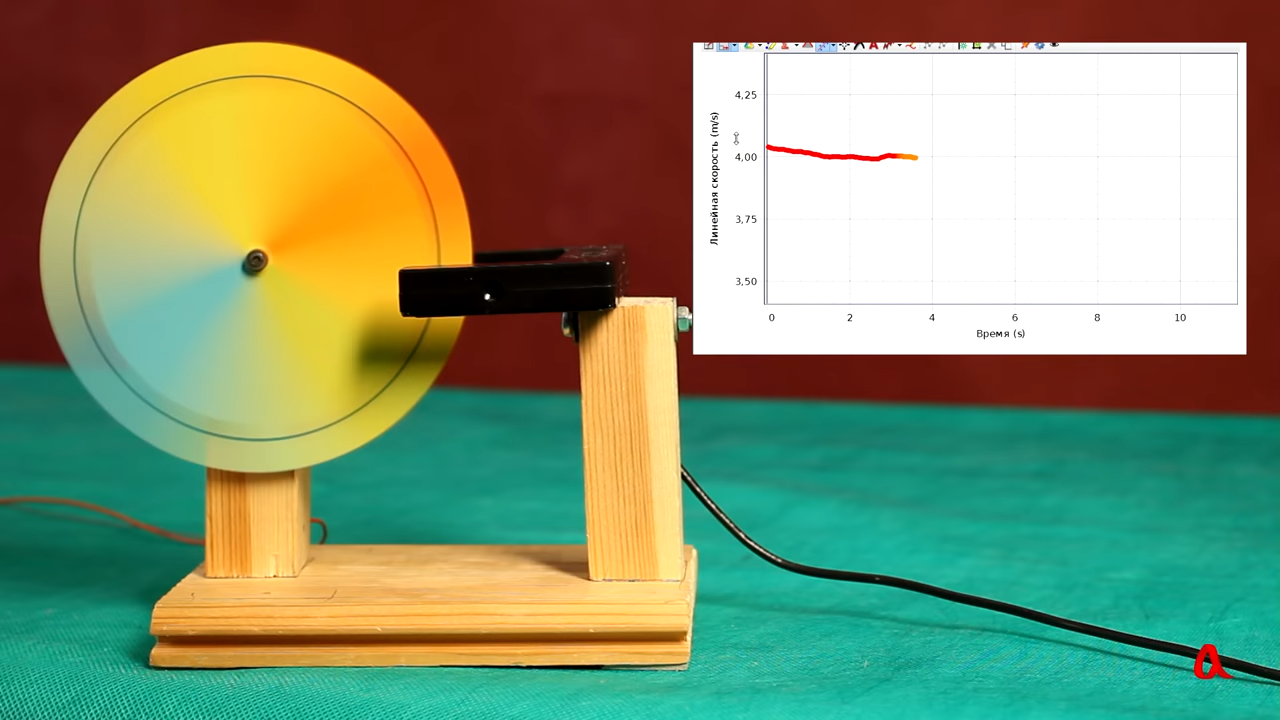 4,25
4,00
3,75
3,50
Линейная скорость (m/s)
0 2 4 6 8 10
Время (s)
a